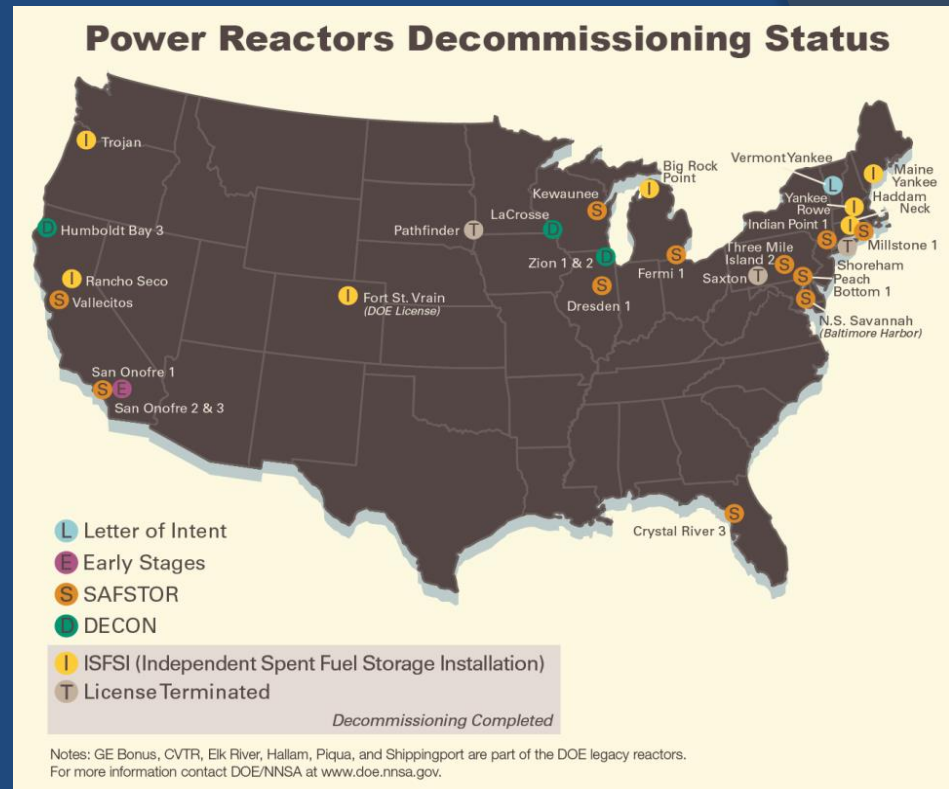 Power Reactors Decommissioning Status
I Trojan
D Humboldt Bay 3
I Rancho Seco
S Vallecitos
San Onofre 1
S E
San Onofre 2 & 3
I Fort St. Vrain
(DOE License)
Pathfinder T
LaCrosse
D
Kewaunee
S
Zion 1 & 2 D
S
Dresden 1
Big Rock
Point
I
S
Fermi 1
Vermont Yankee
L
I
Maine
Yankee
Yankee
Rowe
I
Haddam
Neck
I
Indian Point 1
S
S
Millstone 1
T
Shoreham
Three Mile
Island 2
S
Saxton T
S
Peach
Bottom 1
S
N.S. Savannah
(Baltimore Harbor)
S
Crystal River 3
L Letter of Intent
E Early Stages
S SAFSTOR
D DECON
I ISFSI (Independent Spent Fuel Storage Installation)
T License Terminated
Decommissioning Completed
Notes: GE Bonus, CVTR, Elk River, Hallam, Piqua, and Shippingport are part of the DOE legacy reactors.
For more information contact DOE/NNSA at www.doe.nnsa.gov.